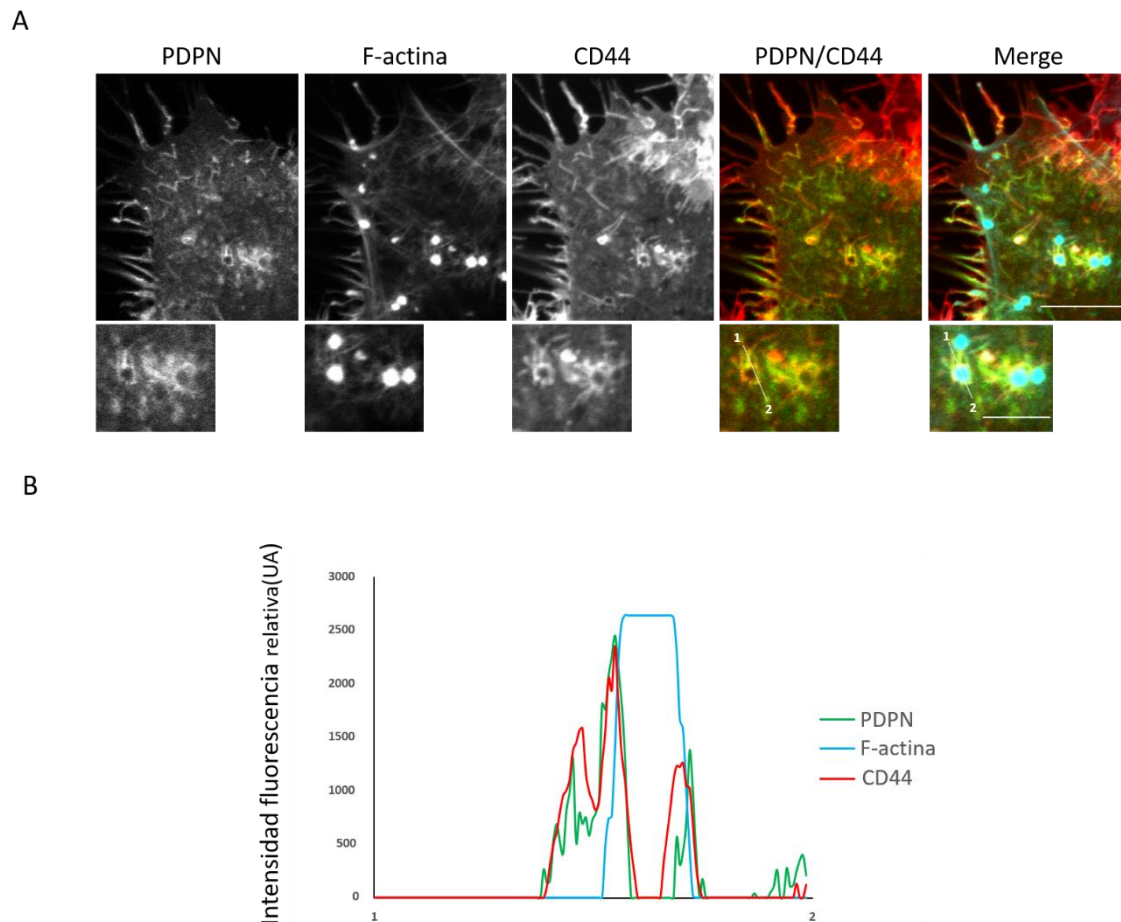 A
PDPN F-actina CD44 PDPN/CD44 Merge
1 1
2 2
B
Intensidad fluorescencia relativa(UA)
3000
2500
2000
1500
1000
500
0
1 2
PDPN
F-actina
CD44